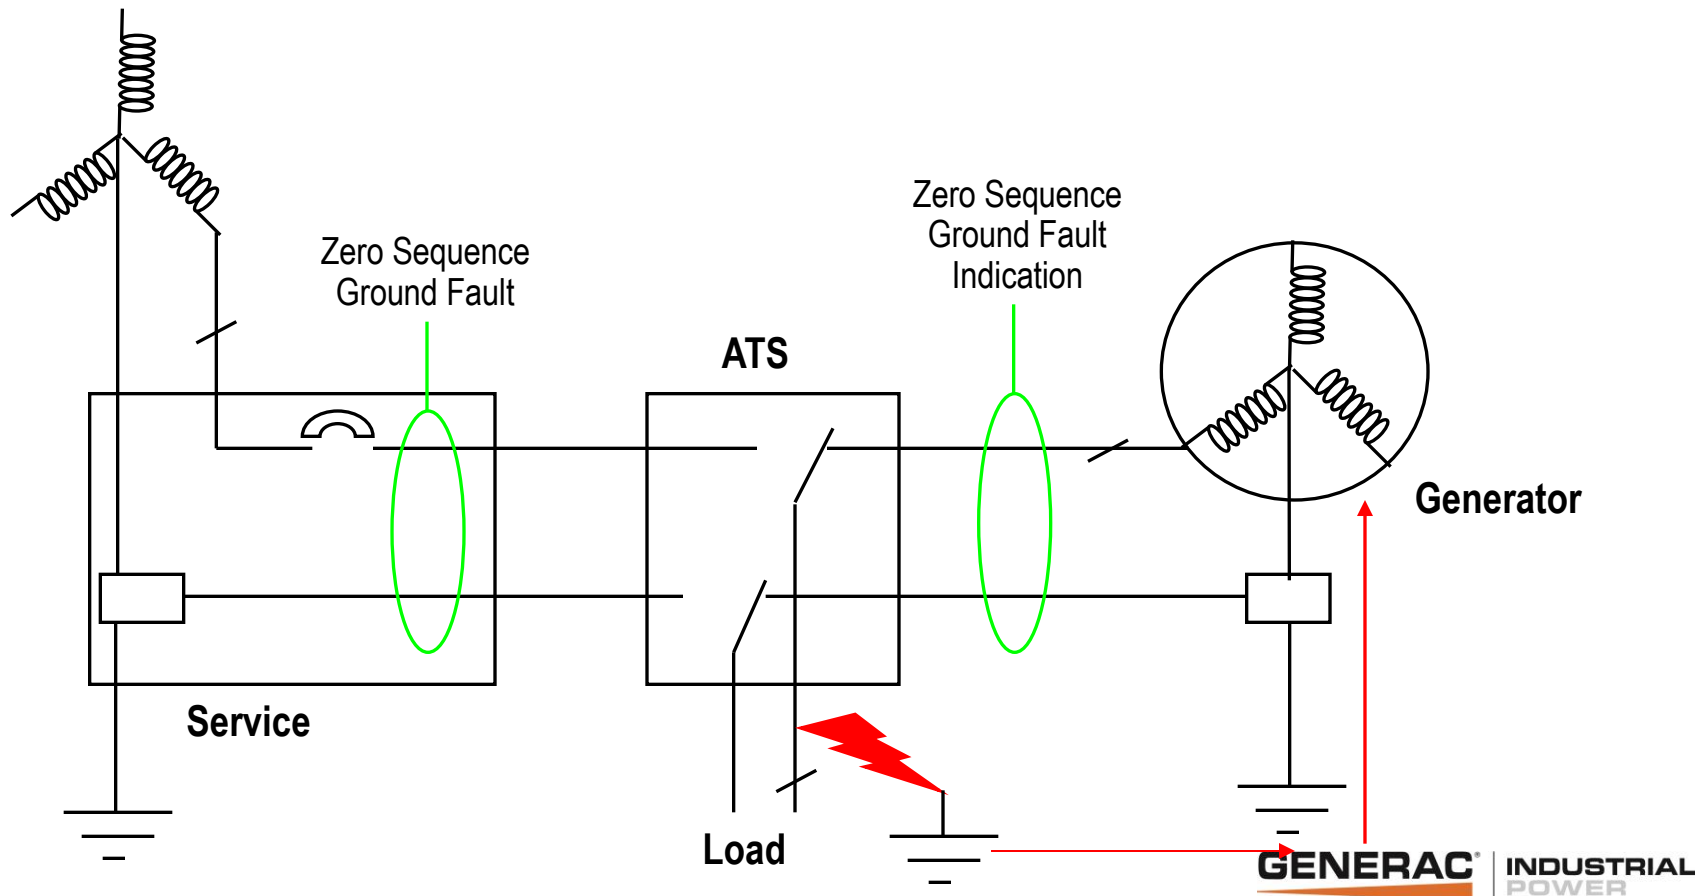 Zero Sequence
Ground Fault
Zero Sequence
Ground Fault
Indication
ATS
Generator
Service
Load
GENERAC® INDUSTRIAL
POWER